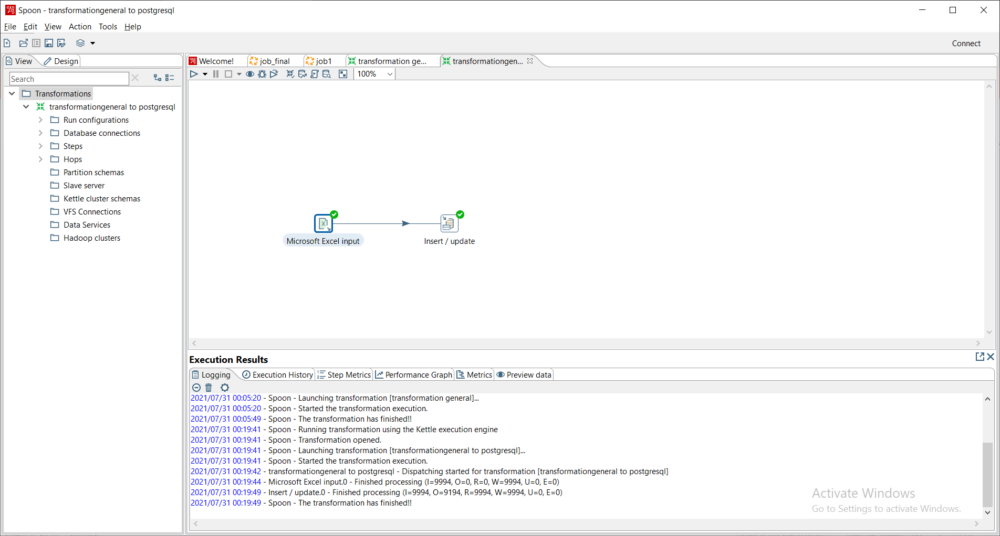 Spoon - transformationgeneral to postgresql
File Edit View Action Tools Help
Connect
View Design
Welcome! job_final job1 transformation ge... transformationgen...
100%
Search
Transformations
transformationgeneral to postgresql
Run configurations
Database connections
Steps
Hops
Partition schemas
Slave server
Kettle cluster schemas
VFS Connections
Data Services
Hadoop clusters
Microsoft Excel input
Insert / update
Execution Results
Logging Execution History Step Metrics Performance Graph Metrics Preview data
2021/07/31 00:05:20 - Spoon - Launching transformation [transformation general]...
2021/07/31 00:05:20 - Spoon - Started the transformation execution.
2021/07/31 00:05:49 - Spoon - The transformation has finished!!
2021/07/31 00:19:41 - Spoon - Running transformation using the Kettle execution engine
2021/07/31 00:19:41 - Spoon - Transformation opened.
2021/07/31 00:19:41 - Spoon - Launching transformation [transformationgeneral to postgresql]...
2021/07/31 00:19:41 - Spoon - Started the transformation execution.
2021/07/31 00:19:42 - transformationgeneral to postgresql - Dispatching started for transformation [transformationgeneral to postgresql]
2021/07/31 00:19:44 - Microsoft Excel input.0 - Finished processing (I=9994, O=0, R=0, W=9994, U=0, E=0)
2021/07/31 00:19:49 - Insert / update.0 - Finished processing (I=9994, O=9194, R=9994, W=9994, U=0, E=0)
2021/07/31 00:19:49 - Spoon - The transformation has finished!!
Activate Windows
Go to Settings to activate Windows.